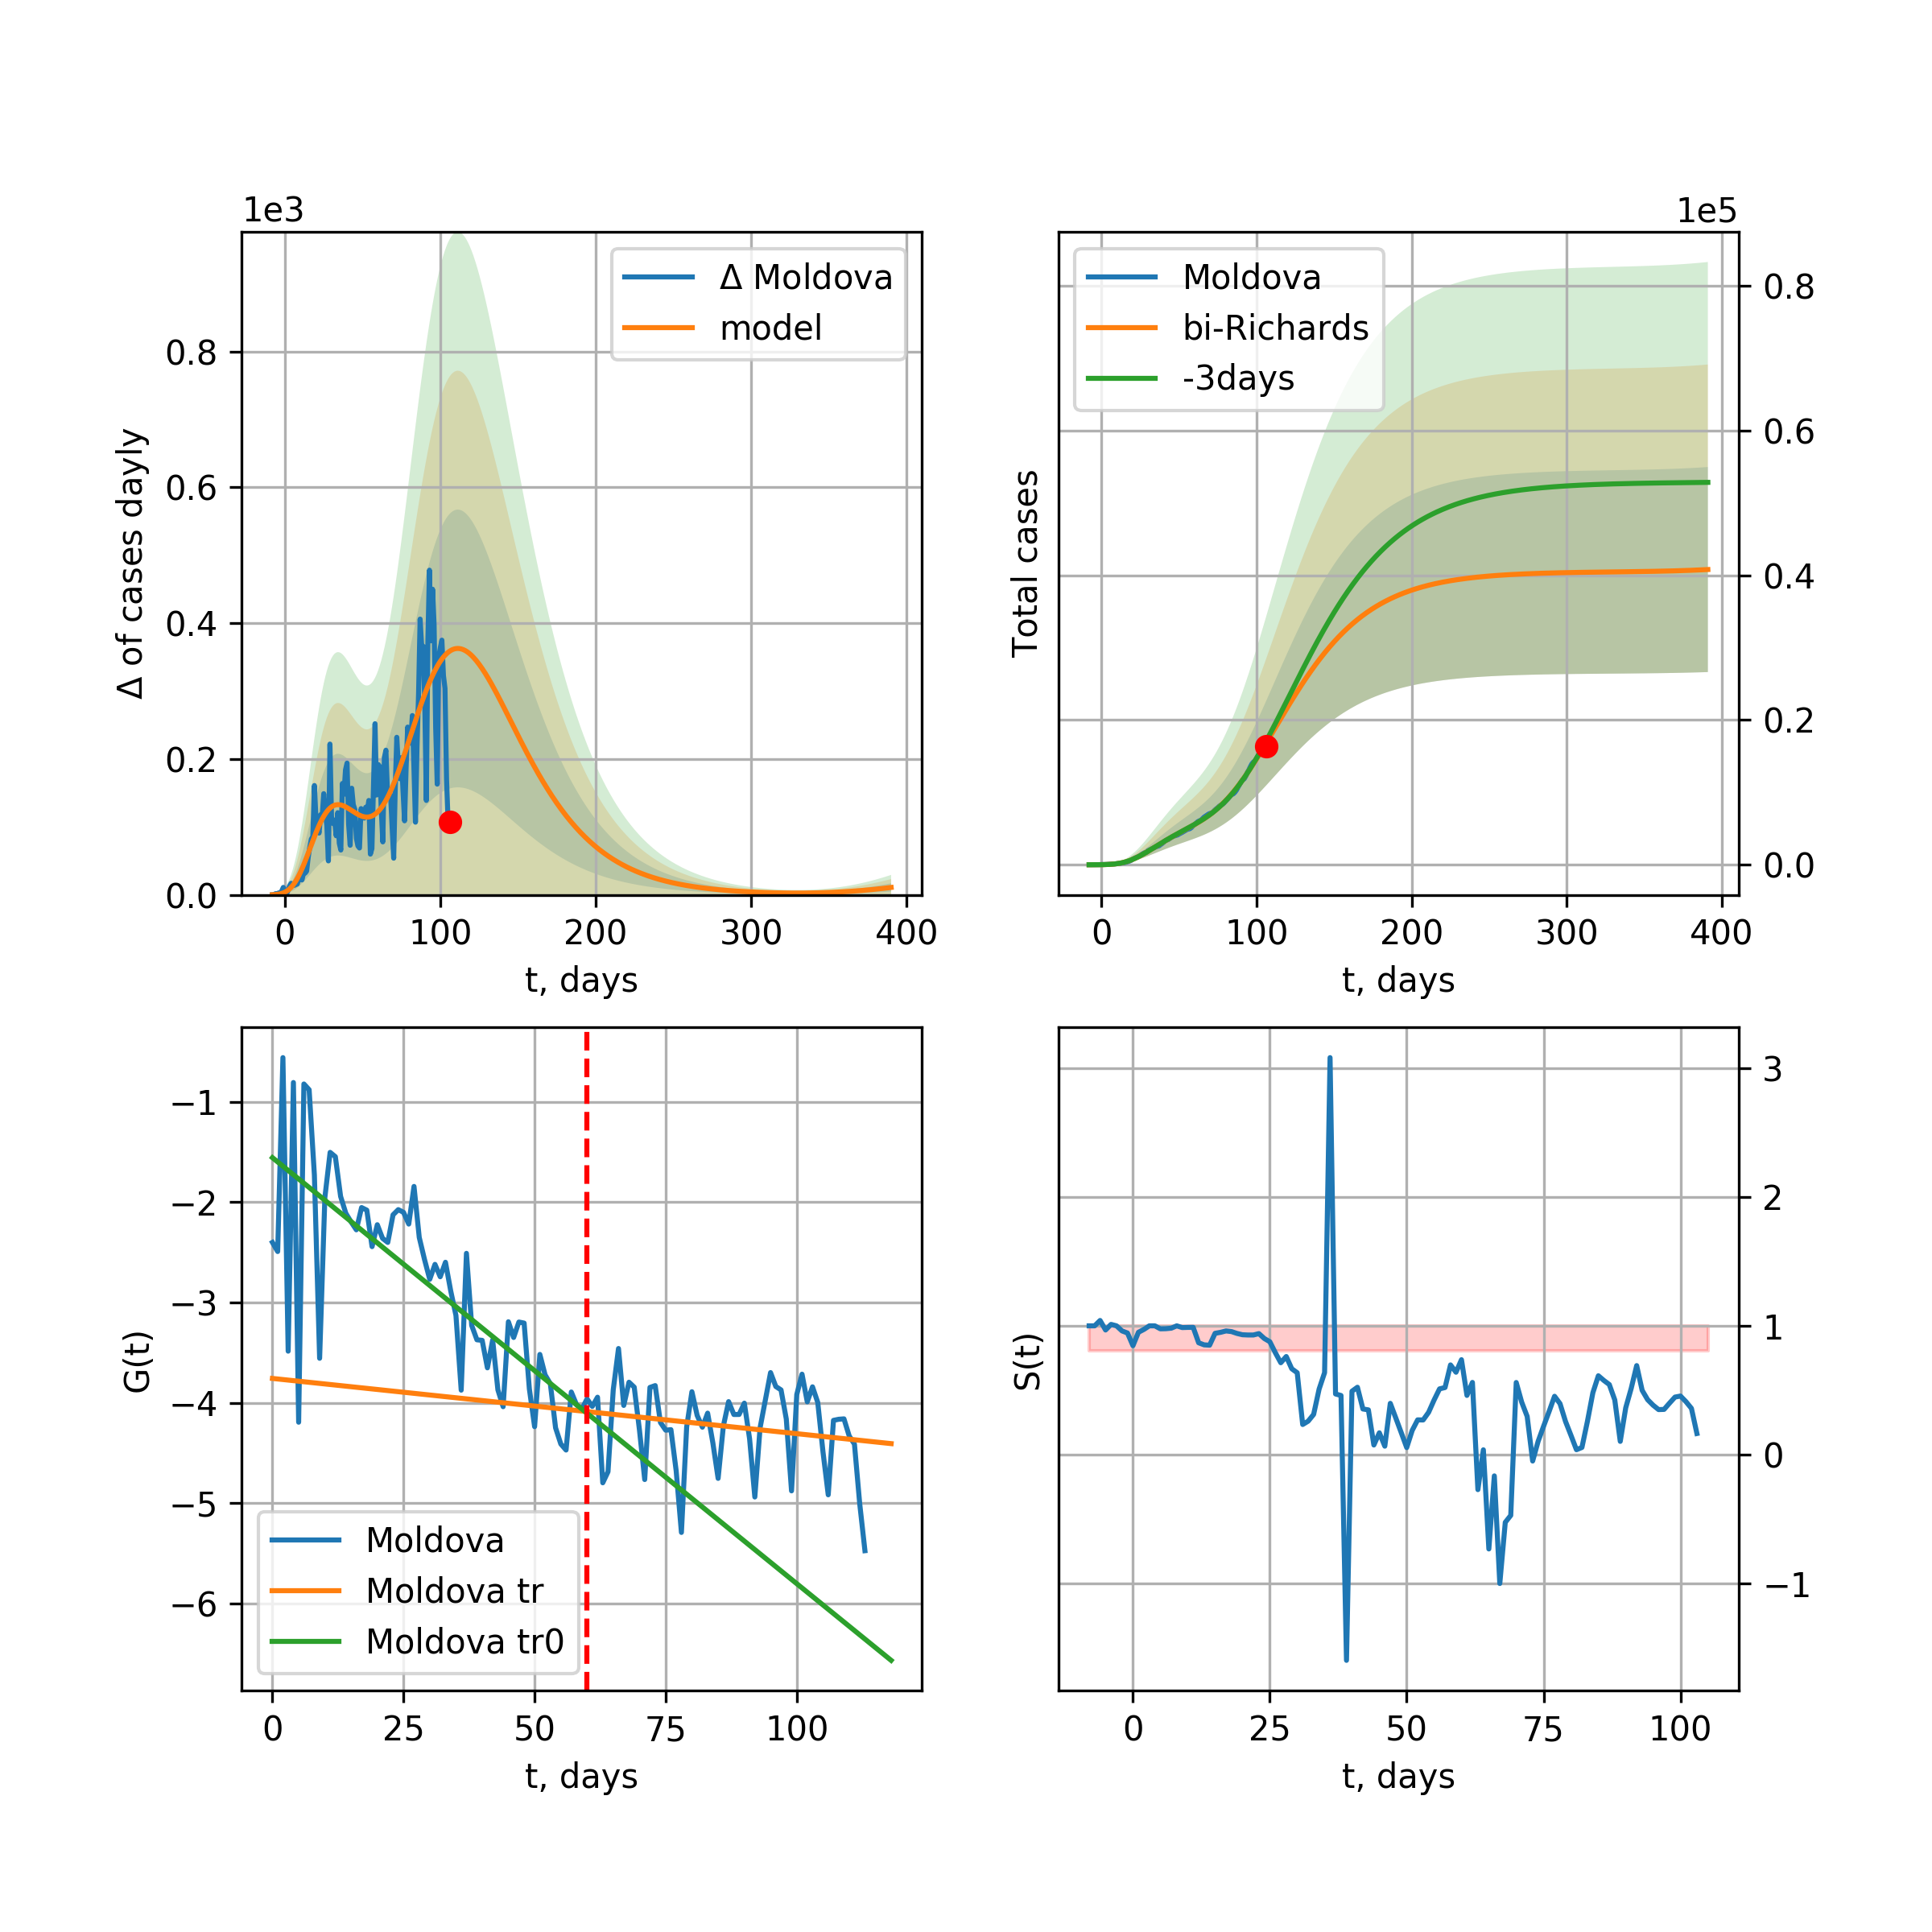 1e3
Δ of cases dayly
0.8
0.6
0.4
0.2
0.0
0 100 200 300 400
t, days
Δ Moldova
model
1e5
Total cases
Moldova
bi-Richards
-3days
0.8
0.6
0.4
0.2
0.0
0 100 200 300 400
t, days
G(t)
−1
−2
−3
−4
−5
−6
Moldova
Moldova tr
Moldova tr0
0 25 50 75 100
t, days
S(t)
3
2
1
0
−1
0 25 50 75 100
t, days